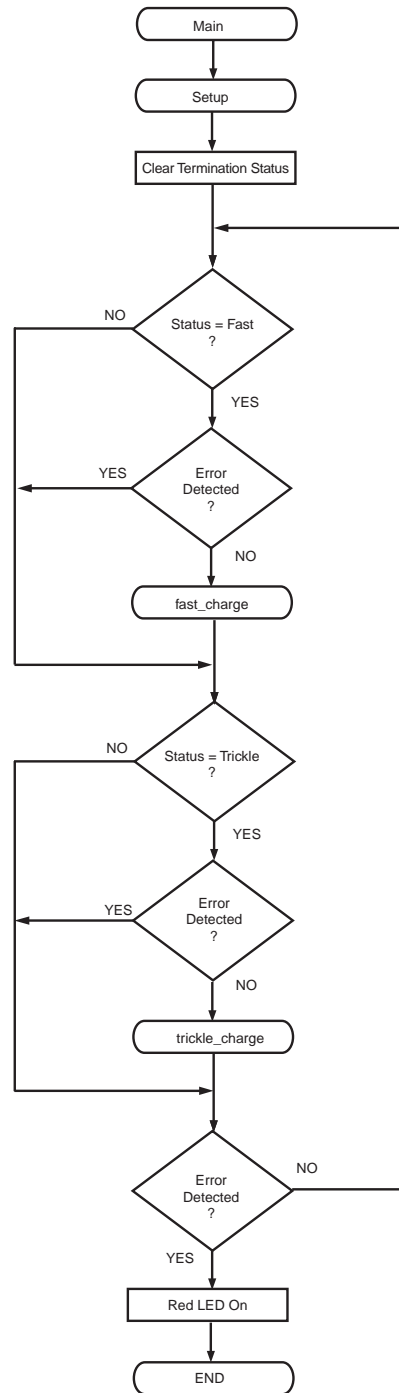 Main
Setup
Clear Termination Status
Status = Fast
?
NO
YES
Error
Detected
?
YES
NO
fast_charge
Status = Trickle
?
NO
YES
Error
Detected
?
YES
NO
trickle_charge
Error
Detected
?
NO
YES
Red LED On
END